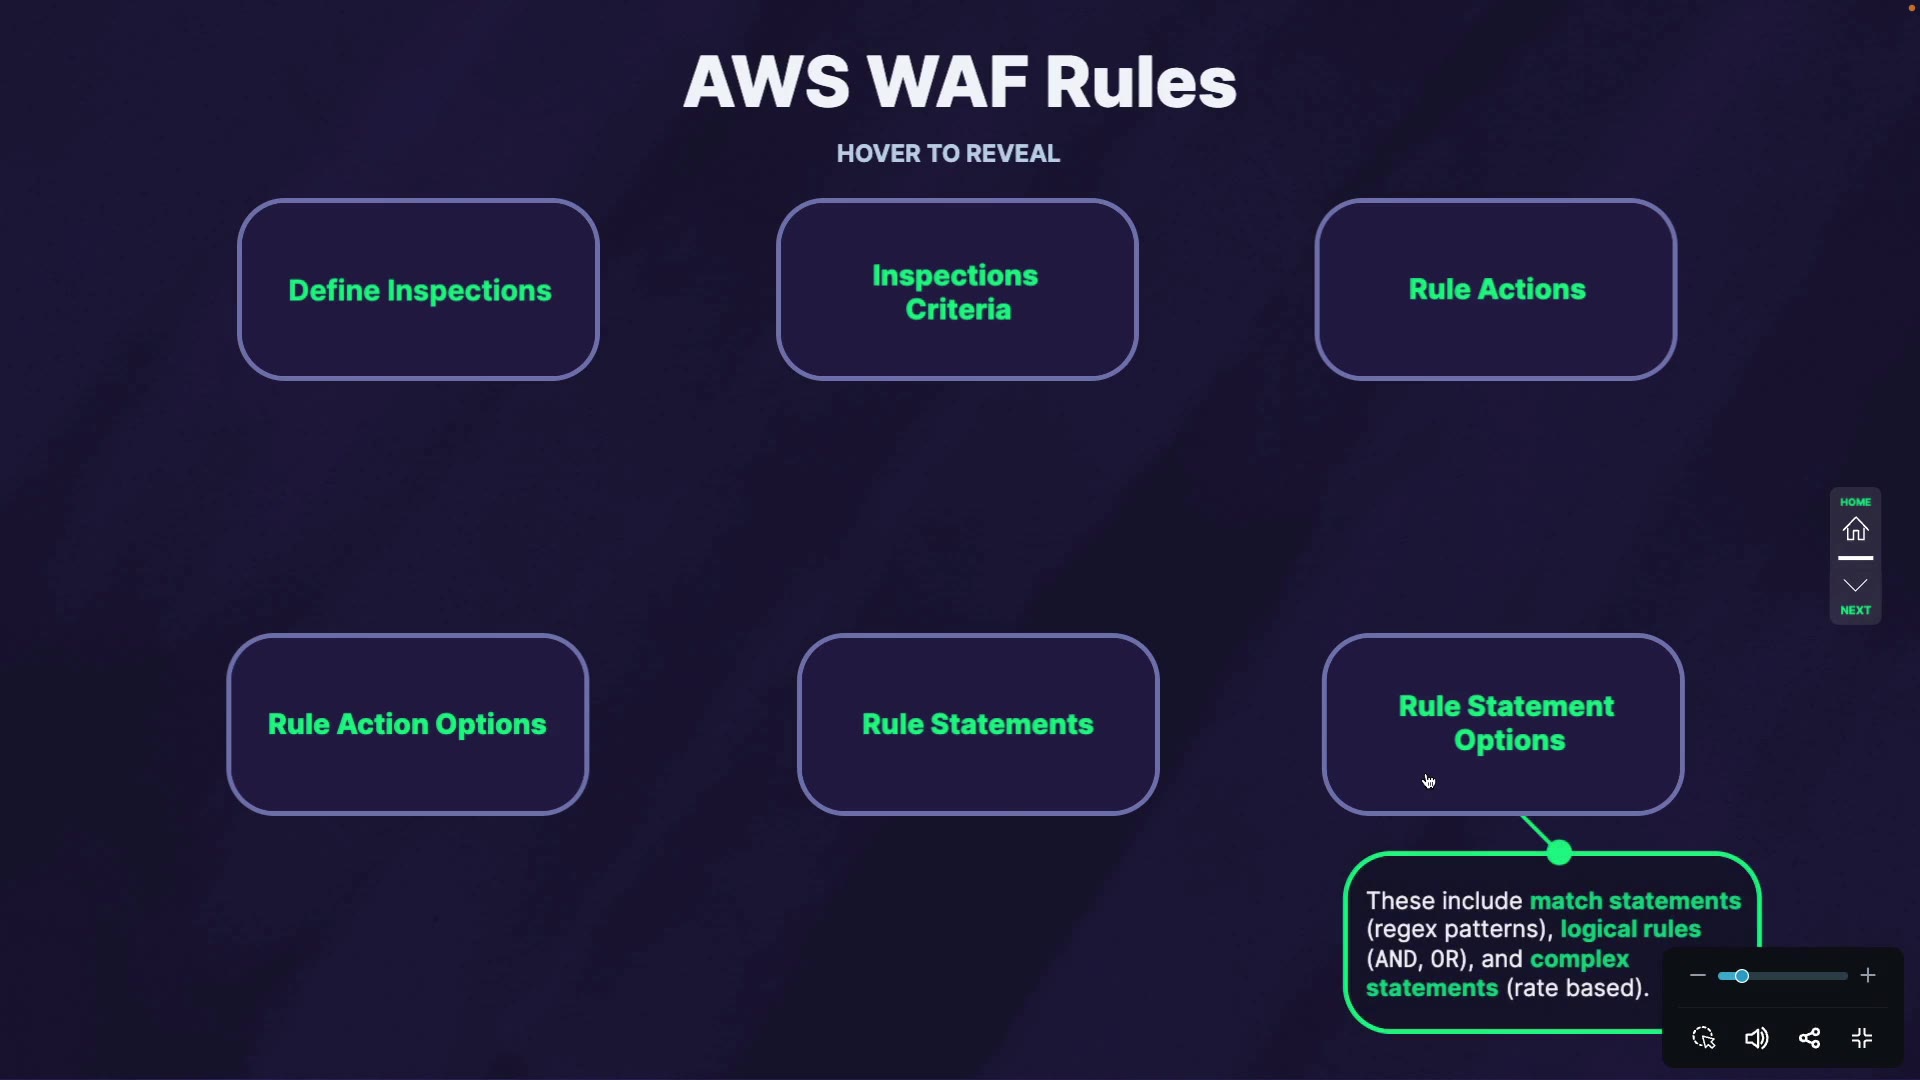 AWS WAF Rules
HOVER TO REVEAL
Define Inspections
Inspections
Criteria
Rule Actions
HOME
NEXT
Rule Action Options
Rule Statements
Rule Statement
Options
These include match statements
(regex patterns), logical rules
(AND, OR), and complex
statements (rate based).